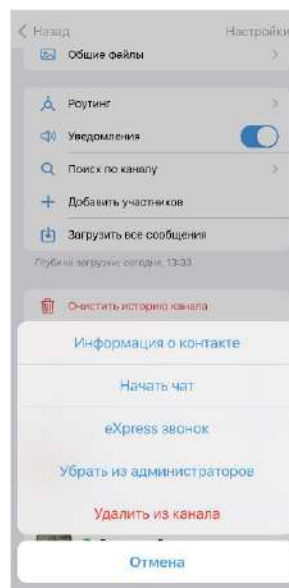 Назад Настройки
Общие файлы
Роутинг
Уведомления
Поиск по каналу
Добавить участников
Загрузить все сообщения
Глубина загрузки: сегодня, 13:03
Очистить историю канала
Информация о контакте
Начать чат
eXpress звонок
Убрать из администраторов
Удалить из канала
Отмена